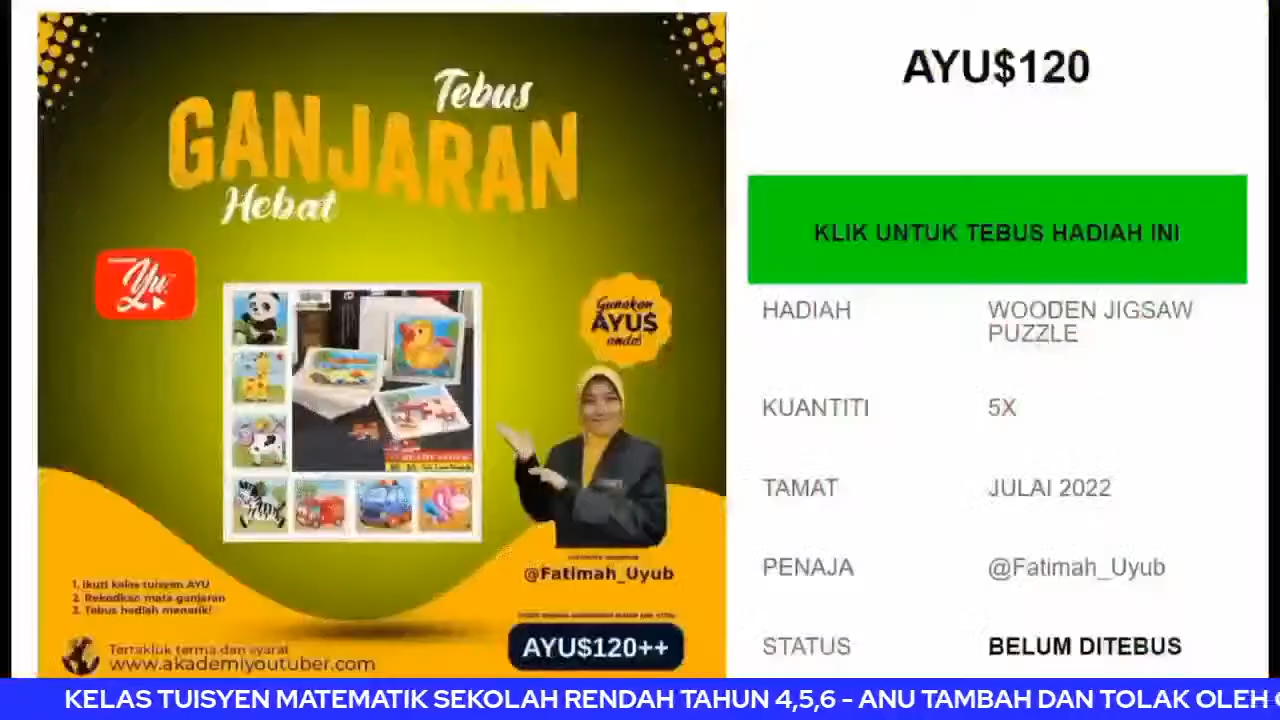 Tebus
GANJARAN
Hebat
Yu
Gunakan
AYU$
anda!
@Fatimah_Uyub
1. Ikuti kelas tuisyen AYU
2. Rekodkan mata ganjaran
3. Tebus hadiah menarik!
Tertakluk terma dan syarat
www.akademiyoutuber.com
AYU$120++
AYU$120
KLIK UNTUK TEBUS HADIAH INI
HADIAH WOODEN JIGSAW
PUZZLE
KUANTITI 5X
TAMAT JULAI 2022
PENAJA @Fatimah_Uyub
STATUS BELUM DITEBUS
KELAS TUISYEN MATEMATIK SEKOLAH RENDAH TAHUN 4,5,6 - ANU TAMBAH DAN TOLAK OLEH